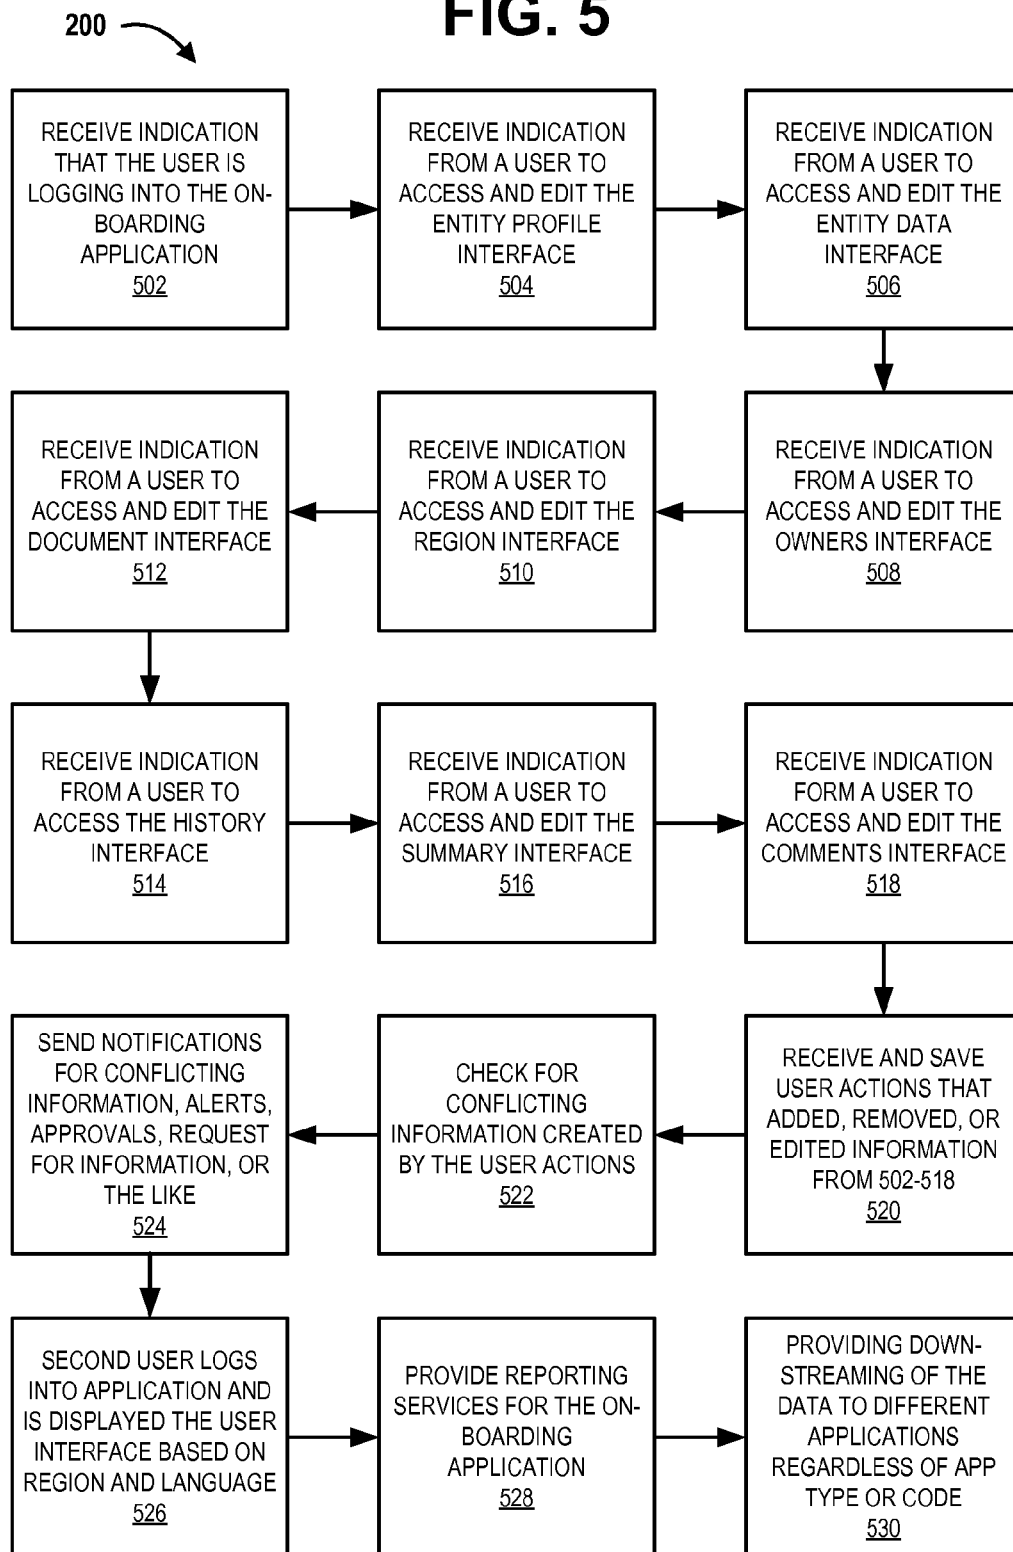 FIG. 5
200
RECEIVE INDICATION
THAT THE USER IS
LOGGING INTO THE ON-
BOARDING
APPLICATION
502
RECEIVE INDICATION
FROM A USER TO
ACCESS AND EDIT THE
ENTITY PROFILE
INTERFACE
504
RECEIVE INDICATION
FROM A USER TO
ACCESS AND EDIT THE
ENTITY DATA
INTERFACE
506
RECEIVE INDICATION
FROM A USER TO
ACCESS AND EDIT THE
OWNERS INTERFACE
508
RECEIVE INDICATION
FROM A USER TO
ACCESS AND EDIT THE
REGION INTERFACE
510
RECEIVE INDICATION
FROM A USER TO
ACCESS AND EDIT THE
DOCUMENT INTERFACE
512
RECEIVE INDICATION
FROM A USER TO
ACCESS THE HISTORY
INTERFACE
514
RECEIVE INDICATION
FROM A USER TO
ACCESS AND EDIT THE
SUMMARY INTERFACE
516
RECEIVE INDICATION
FORM A USER TO
ACCESS AND EDIT THE
COMMENTS INTERFACE
518
RECEIVE AND SAVE
USER ACTIONS THAT
ADDED, REMOVED, OR
EDITED INFORMATION
FROM 502-518
520
CHECK FOR
CONFLICTING
INFORMATION CREATED
BY THE USER ACTIONS
522
SEND NOTIFICATIONS
FOR CONFLICTING
INFORMATION, ALERTS,
APPROVALS, REQUEST
FOR INFORMATION, OR
THE LIKE
524
SECOND USER LOGS
INTO APPLICATION AND
IS DISPLAYED THE USER
INTERFACE BASED ON
REGION AND LANGUAGE
526
PROVIDE REPORTING
SERVICES FOR THE ON-
BOARDING
APPLICATION
528
PROVIDING DOWN-
STREAMING OF THE
DATA TO DIFFERENT
APPLICATIONS
REGARDLESS OF APP
TYPE OR CODE
530